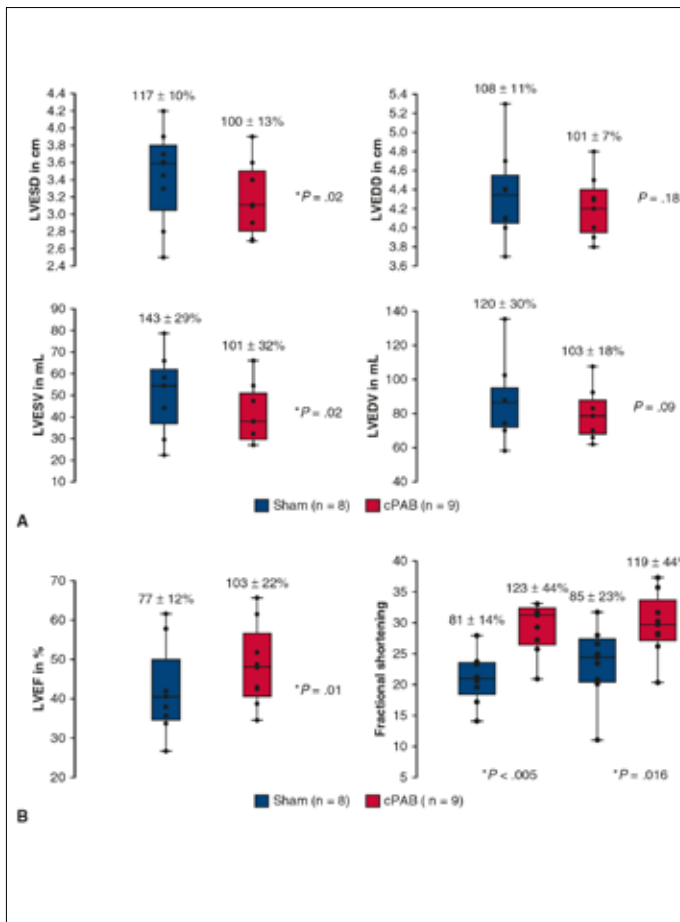 117 ± 10%
100 ± 13%
*P = .02
LVESD in cm
4.4
4.2
4.0
3.8
3.6
3.4
3.2
3.0
2.8
2.6
2.4
108 ± 11%
101 ± 7%
P = .18
LVEDD in cm
5.4
5.2
5.0
4.8
4.6
4.4
4.2
4.0
3.8
3.6
143 ± 29%
101 ± 32%
*P = .02
LVESV in mL
90
80
70
60
50
40
30
20
10
120 ± 30%
103 ± 18%
P = .09
LVEDV in mL
140
120
100
80
60
40
Sham (n = 8) cPAB (n = 9)
A
77 ± 12%
103 ± 22%
*P = .01
LVEF in %
70
60
50
40
30
20
81 ± 14%
123 ± 44%
85 ± 23%
119 ± 44%
*P < .005
*P = .016
Fractional shortening
40
35
30
25
20
15
10
5
Sham (n = 8) cPAB ( n = 9)
B